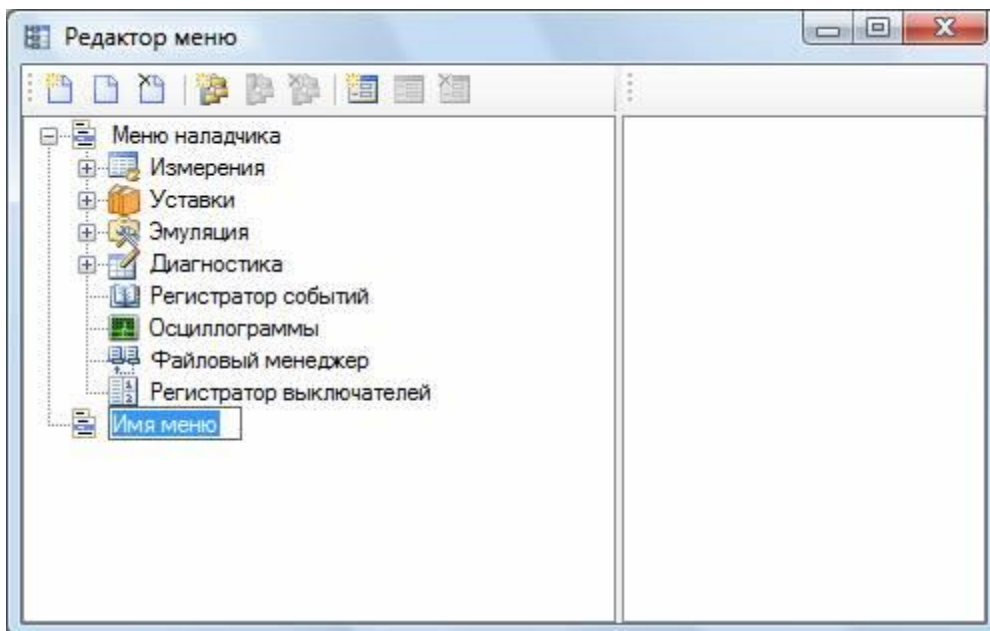 Редактор меню
Меню наладчика
Измерения
Уставки
Эмуляция
Диагностика
Регистратор событий
Осциллограммы
Файловый менеджер
Регистратор выключателей
Имя меню